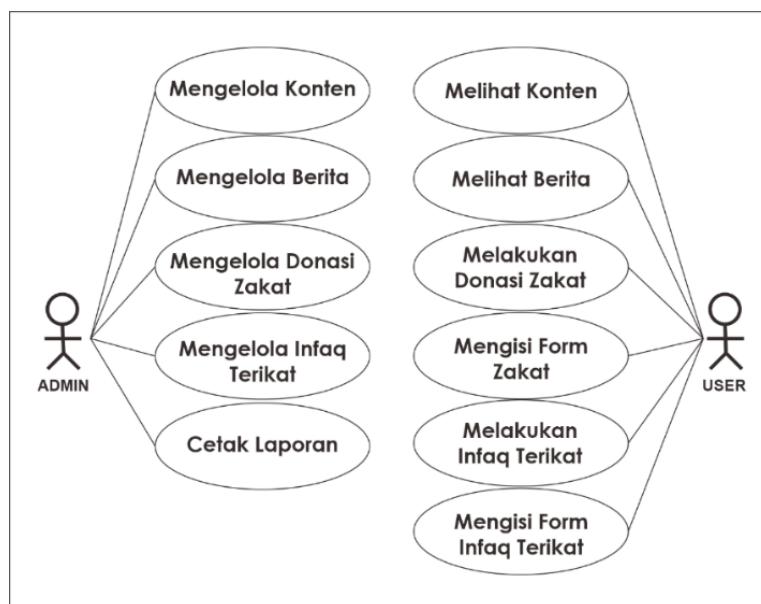 Mengelola Konten
Mengelola Berita
Mengelola Donasi
Zakat
Mengelola Infaq
Terikat
Cetak Laporan
ADMIN
Melihat Konten
Melihat Berita
Melakukan
Donasi Zakat
Mengisi Form
Zakat
Melakukan
Infaq Terikat
Mengisi Form
Infaq Terikat
USER